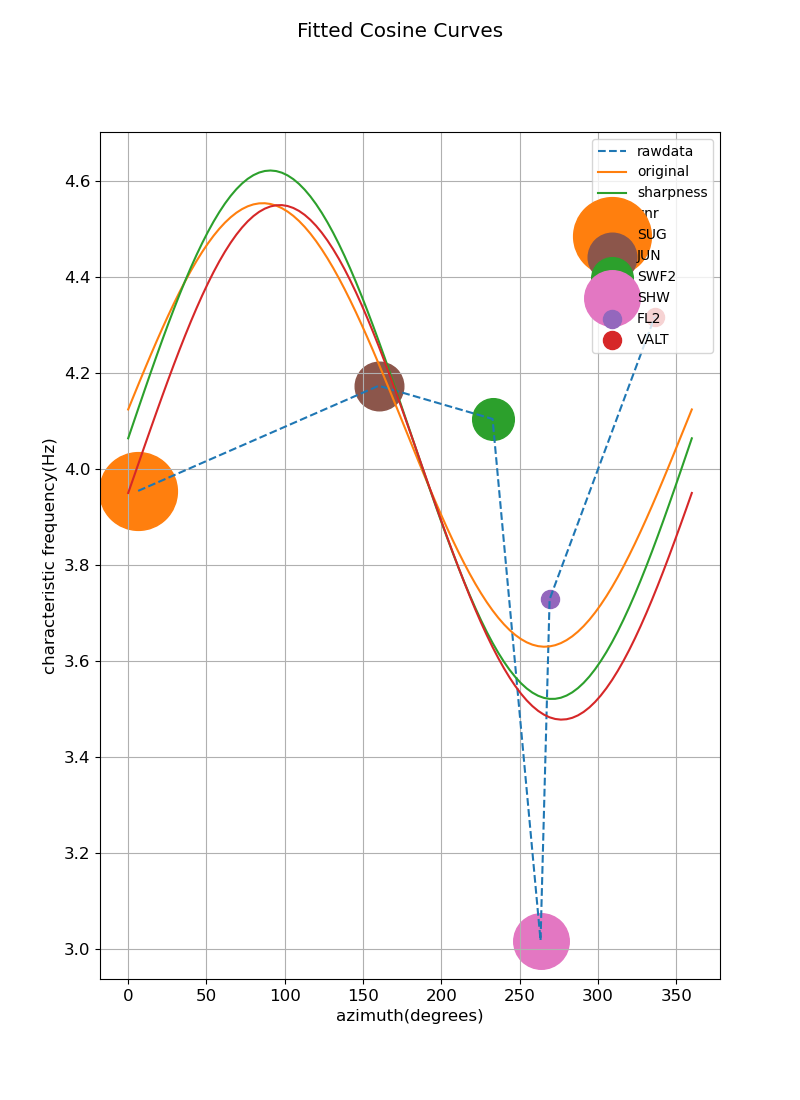 Fitted Cosine Curves
characteristic frequency(Hz)
4.6
4.4
4.2
4.0
3.8
3.6
3.4
3.2
3.0
rawdata
original
sharpness
SUG
JUN
SWF2
SHW
FL2
VALT
0 50 100 150 200 250 300 350
azimuth(degrees)